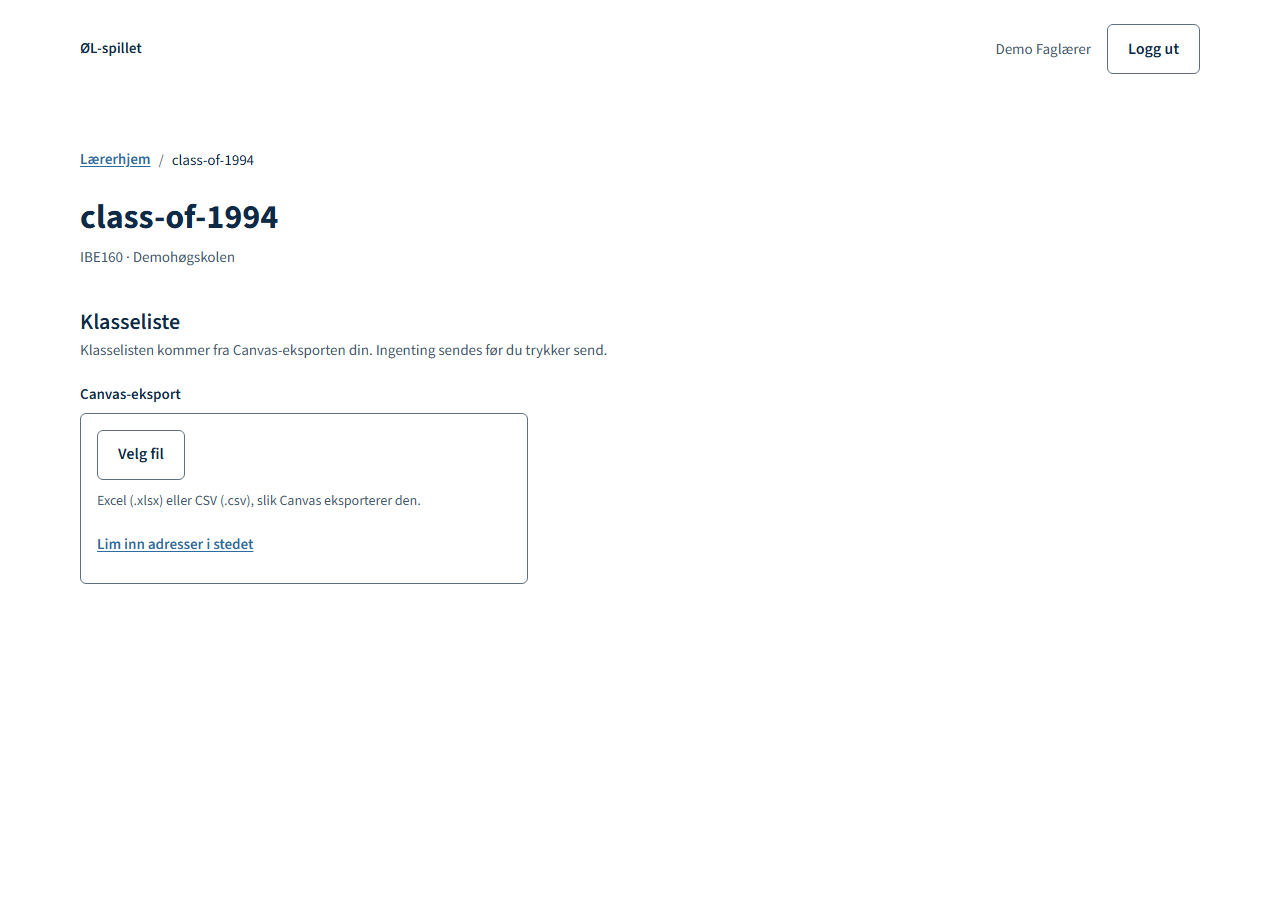 ØL-spillet
Demo Faglærer
Logg ut
Lærerhjem / class-of-1994
class-of-1994
IBE160 · Demohøgskolen
Klasseliste
Klasselisten kommer fra Canvas-eksporten din. Ingenting sendes før du trykker send.
Canvas-eksport
Velg fil
Excel (.xlsx) eller CSV (.csv), slik Canvas eksporterer den.
Lim inn adresser i stedet